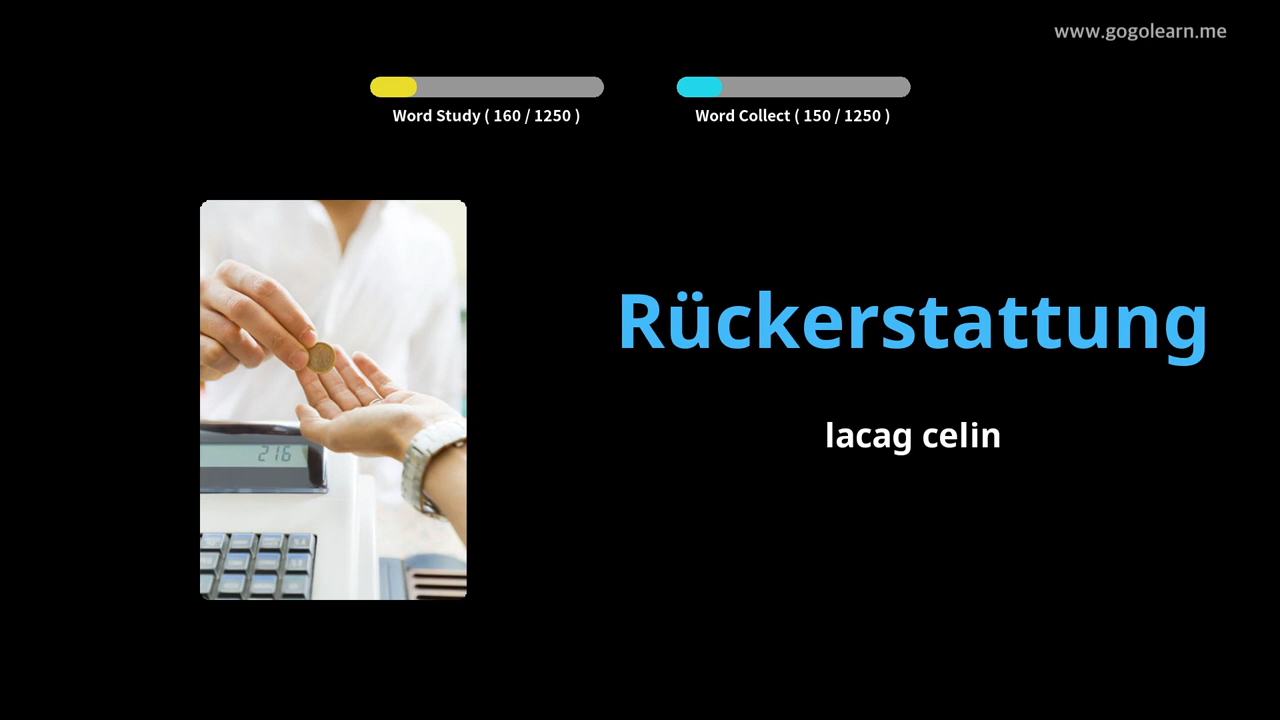 www.gogolearn.me
Word Study ( 160 / 1250 )
Word Collect ( 150 / 1250 )
216
Rückerstattung
lacag celin